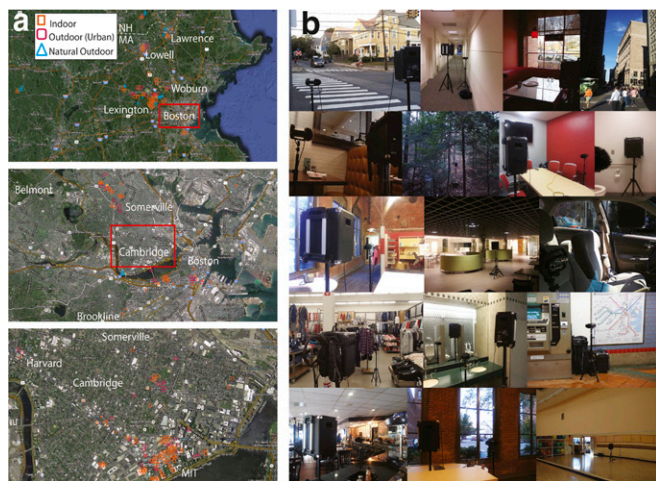 a
Indoor
Outdoor (Urban)
Natural Outdoor
NH
MA
Lawrence
Lowell
Woburn
Lexington
Boston
Belmont
Somerville
Cambridge
Boston
Brookline
Somerville
Harvard
Cambridge
MIT
b